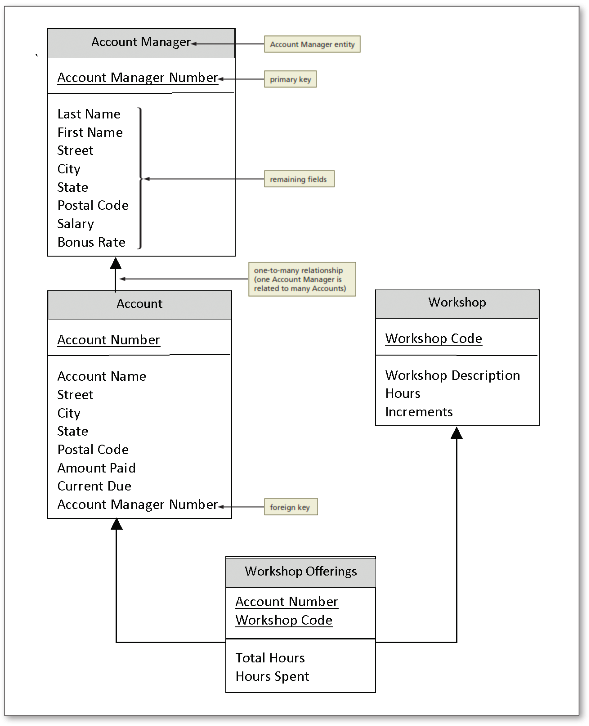 Account Manager
Account Manager entity
Account Manager Number
primary key
Last Name
First Name
Street
City
State
Postal Code
Salary
Bonus Rate
remaining fields
one-to-many relationship
(one Account Manager is
related to many Accounts)
Account
Account Number
Account Name
Street
City
State
Postal Code
Amount Paid
Current Due
Account Manager Number
foreign key
Workshop
Workshop Code
Workshop Description
Hours
Increments
Workshop Offerings
Account Number
Workshop Code
Total Hours
Hours Spent